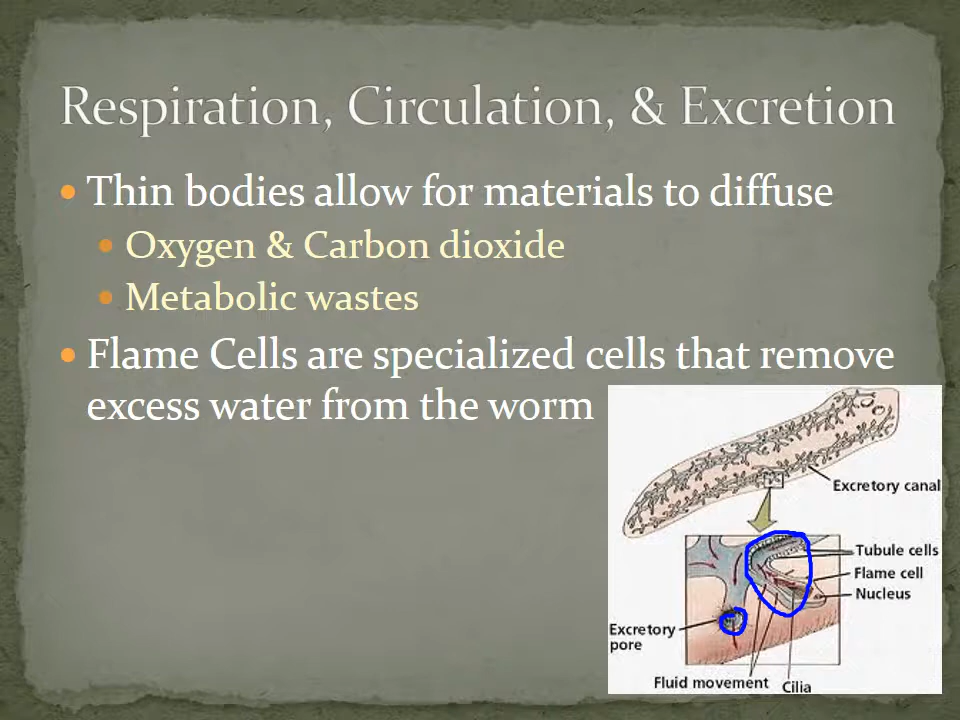 Respiration, Circulation, & Excretion
Thin bodies allow for materials to diffuse
Oxygen & Carbon dioxide
Metabolic wastes
Flame Cells are specialized cells that remove
excess water from the worm
Excretory canal
Tubule cells
Flame cell
Nucleus
Excretory
pore
Fluid movement
Cilia